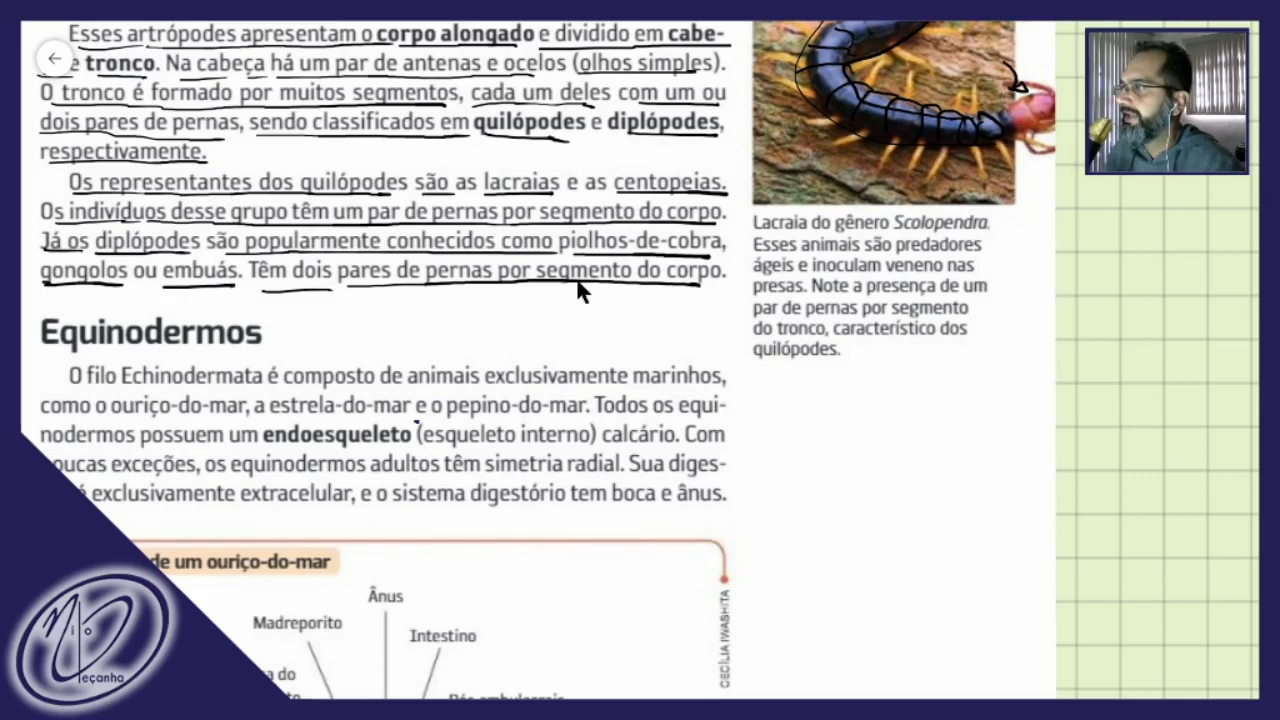 Esses artrópodes apresentam o corpo alongado e dividido em cabe-
e tronco. Na cabeça há um par de antenas e ocelos (olhos simples).
O tronco é formado por muitos segmentos, cada um deles com um ou
dois pares de pernas, sendo classificados em quilópodes e diplópodes,
respectivamente.
Os representantes dos quilópodes são as lacraias e as centopeias.
Os indivíduos desse grupo têm um par de pernas por segmento do corpo.
Já os diplópodes são popularmente conhecidos como piolhos-de-cobra,
gongolos ou embuás. Têm dois pares de pernas por segmento do corpo.
Lacraia do gênero Scolopendra.
Esses animais são predadores
ágeis e inoculam veneno nas
presas. Note a presença de um
par de pernas por segmento
do tronco, característico dos
quilópodes.
Equinodermos
O filo Echinodermata é composto de animais exclusivamente marinhos,
como o ouriço-do-mar, a estrela-do-mar e o pepino-do-mar. Todos os equi-
nodermos possuem um endoesqueleto (esqueleto interno) calcário. Com
oucas exceções, os equinodermos adultos têm simetria radial. Sua diges-
é exclusivamente extracelular, e o sistema digestório tem boca e ânus.
de um ouriço-do-mar
Ânus
Madreporito
Intestino
a do
Pés ambulacrais
CECÍLIA IWASHITA
eçanha